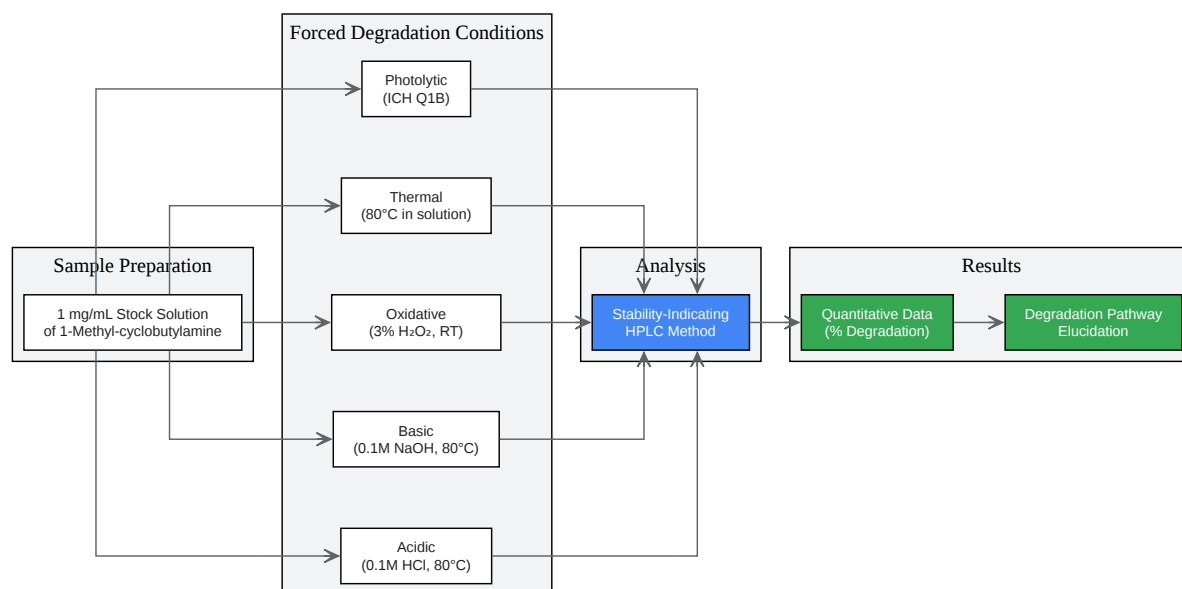 Forced Degradation Conditions
Photolytic
(ICH Q1B)
Thermal
(80°C in solution)
Sample Preparation
1 mg/mL Stock Solution
of 1-Methyl-cyclobutylamine
Oxidative
(3% H₂O₂, RT)
Basic
(0.1M NaOH, 80°C)
Acidic
(0.1M HCl, 80°C)
Analysis
Stability-Indicating
HPLC Method
Results
Quantitative Data
(% Degradation)
Degradation Pathway
Elucidation